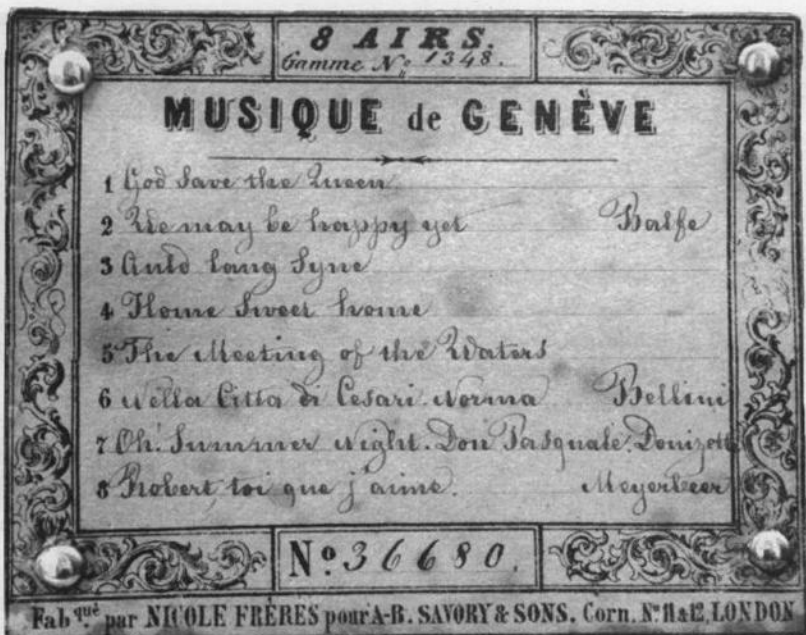 8 AIRS.
Gamme No. 1348.
MUSIQUE de GENÈVE
1 God Save the Queen
2 We may be happy yet Balfe
3 Auld lang Syne
4 Home Sweet home
5 The Meeting of the Waters
6 Nella Citta di Cesari. Norma Bellini
7 Oh! Summer Night. Don Pasquale. Donizott
8 Robert, toi que j'aime. Meyerbeer
No. 36680.
Fabqué par NICOLE FRÈRES pour A-B. SAVORY & SONS. Corn. No. 11 & 12, LONDON